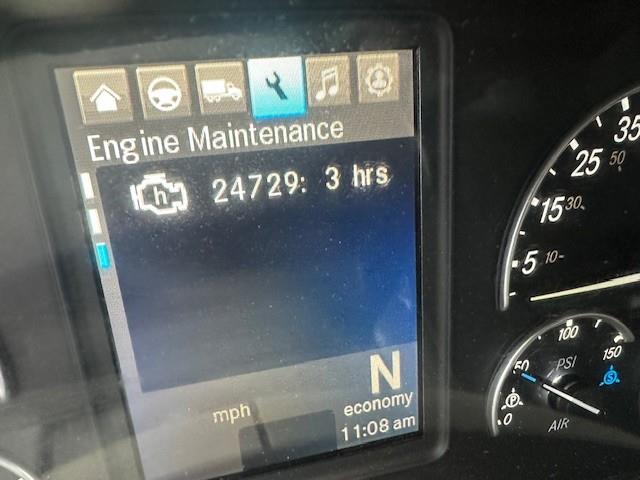 Engine Maintenance
h 24729: 3 hrs
N
mph
economy
11:08 am
35
25 50
15 30
5 10
100
50 150
PSI
S
P
0
AIR